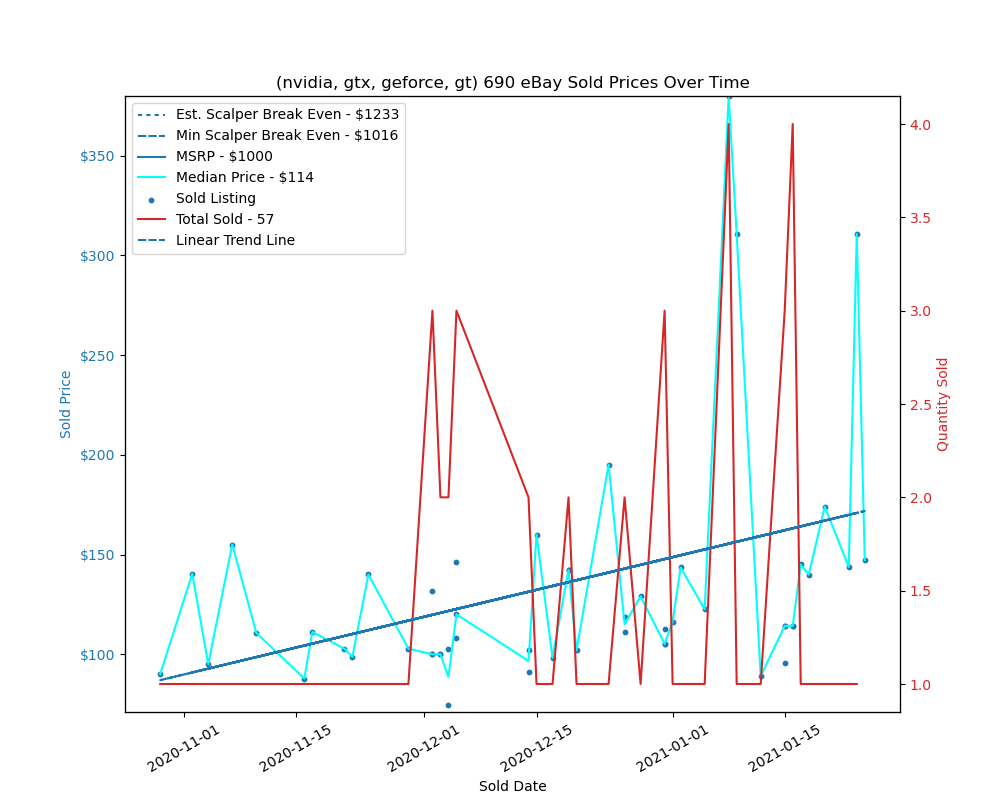 (nvidia, gtx, geforce, gt) 690 eBay Sold Prices Over Time
Est. Scalper Break Even - $1233
Min Scalper Break Even - $1016
MSRP - $1000
Median Price - $114
Sold Listing
Total Sold - 57
Linear Trend Line
$350
$300
$250
$200
$150
$100
Sold Price
4.0
3.5
3.0
2.5
2.0
1.5
1.0
Quantity Sold
2020-11-01
2020-11-15
2020-12-01
2020-12-15
2021-01-01
2021-01-15
Sold Date